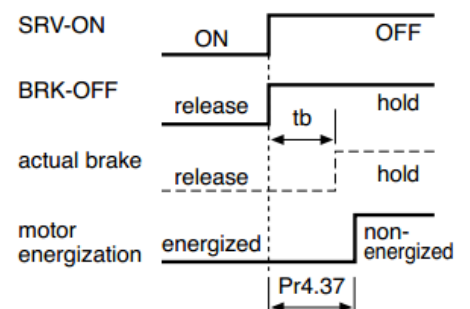 SRV-ON
ON
OFF
BRK-OFF
release
tb
hold
actual brake
release
hold
motor
energization
energized
non-
energized
Pr4.37